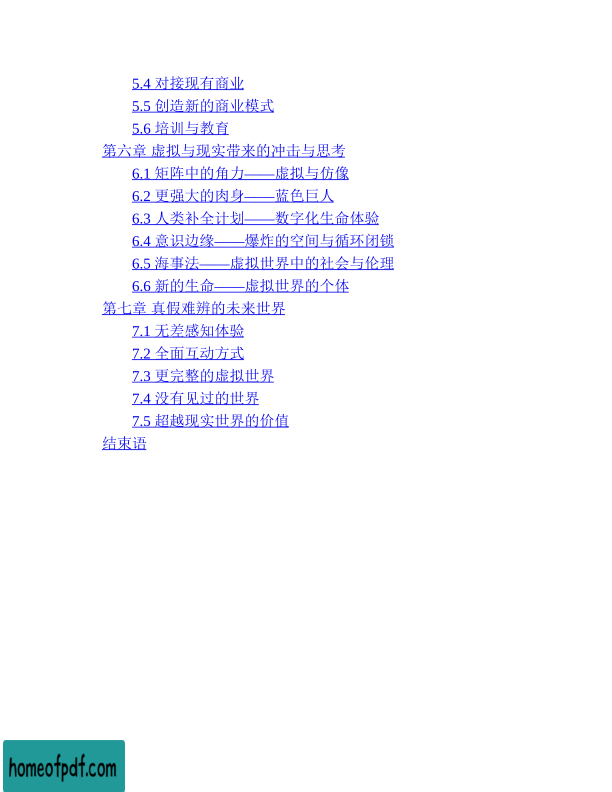 5.4 对接现有商业
5.5 创造新的商业模式
5.6 培训与教育
第六章 虚拟与现实带来的冲击与思考
6.1 矩阵中的角力——虚拟与仿像
6.2 更强大的肉身——蓝色巨人
6.3 人类补全计划——数字化生命体验
6.4 意识边缘——爆炸的空间与循环闭锁
6.5 海事法——虚拟世界中的社会与伦理
6.6 新的生命——虚拟世界的个体
第七章 真假难辨的未来世界
7.1 无差感知体验
7.2 全面互动方式
7.3 更完整的虚拟世界
7.4 没有见过的世界
7.5 超越现实世界的价值
结束语
homeofpdf.com